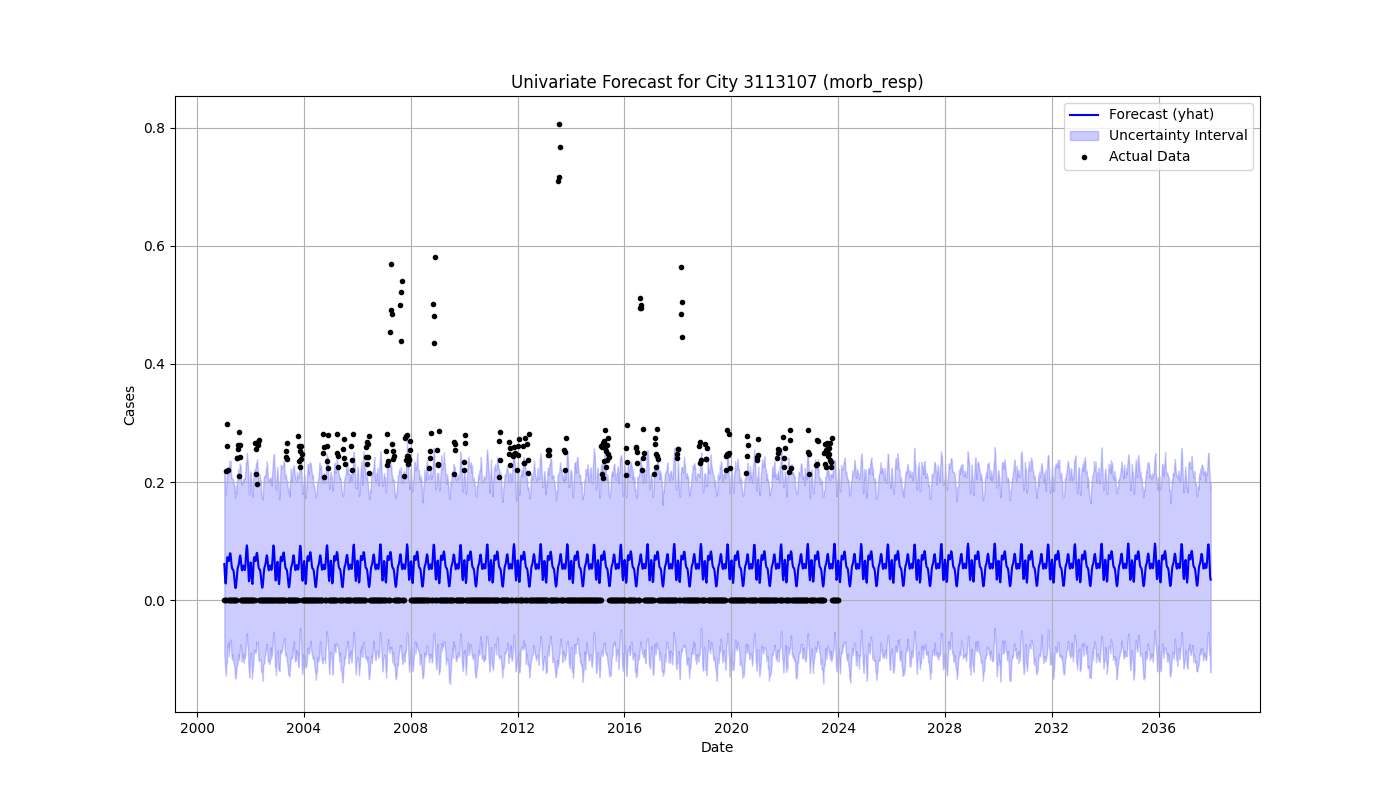 Univariate Forecast for City 3113107 (morb_resp)
Forecast (yhat)
Uncertainty Interval
Actual Data
Cases
0.8
0.6
0.4
0.2
0.0
2000 2004 2008 2012 2016 2020 2024 2028 2032 2036
Date